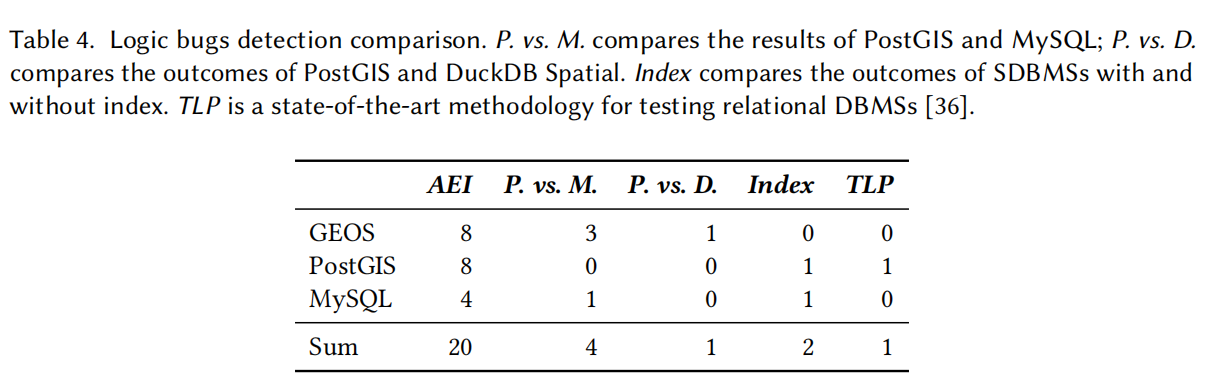 Table 4. Logic bugs detection comparison. P. vs. M. compares the results of PostGIS and MySQL; P. vs. D.
compares the outcomes of PostGIS and DuckDB Spatial. Index compares the outcomes of SDBMSs with and
without index. TLP is a state-of-the-art methodology for testing relational DBMSs [36].
AEI P. vs. M. P. vs. D. Index TLP
GEOS 8 3 1 0 0
PostGIS 8 0 0 1 1
MySQL 4 1 0 1 0
Sum 20 4 1 2 1